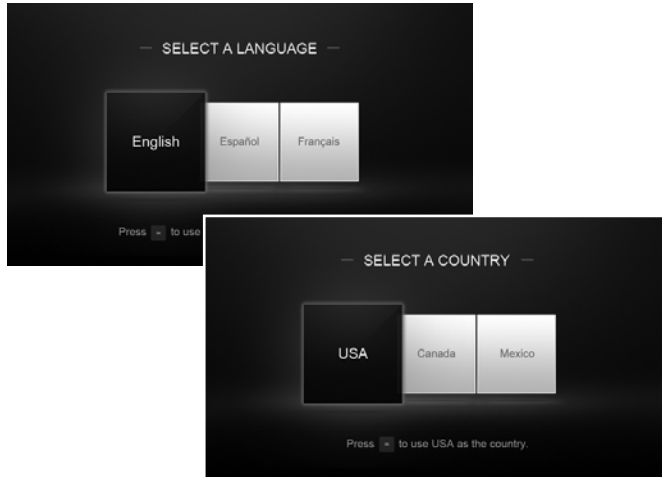 — SELECT A LANGUAGE —
English
Español
Français
Press to use
— SELECT A COUNTRY —
USA
Canada
Mexico
Press to use USA as the country.